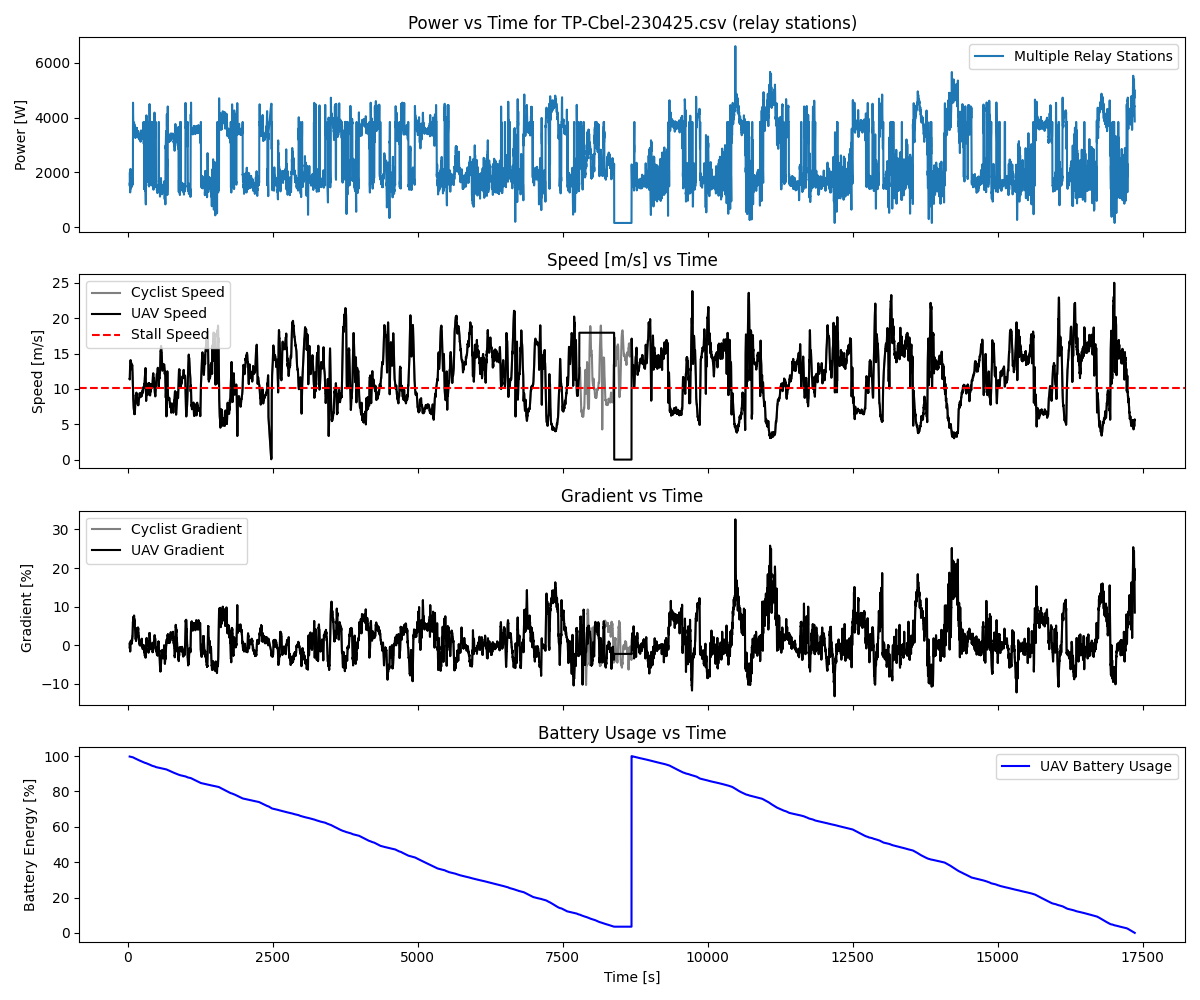 Power vs Time for TP-Cbel-230425.csv (relay stations)
Power [W]
6000
4000
2000
0
Multiple Relay Stations
Speed [m/s] vs Time
Speed [m/s]
25
20
15
10
5
0
Cyclist Speed
UAV Speed
Stall Speed
Gradient vs Time
Gradient [%]
30
20
10
0
−10
Cyclist Gradient
UAV Gradient
Battery Usage vs Time
Battery Energy [%]
100
80
60
40
20
0
UAV Battery Usage
0 2500 5000 7500 10000 12500 15000 17500
Time [s]